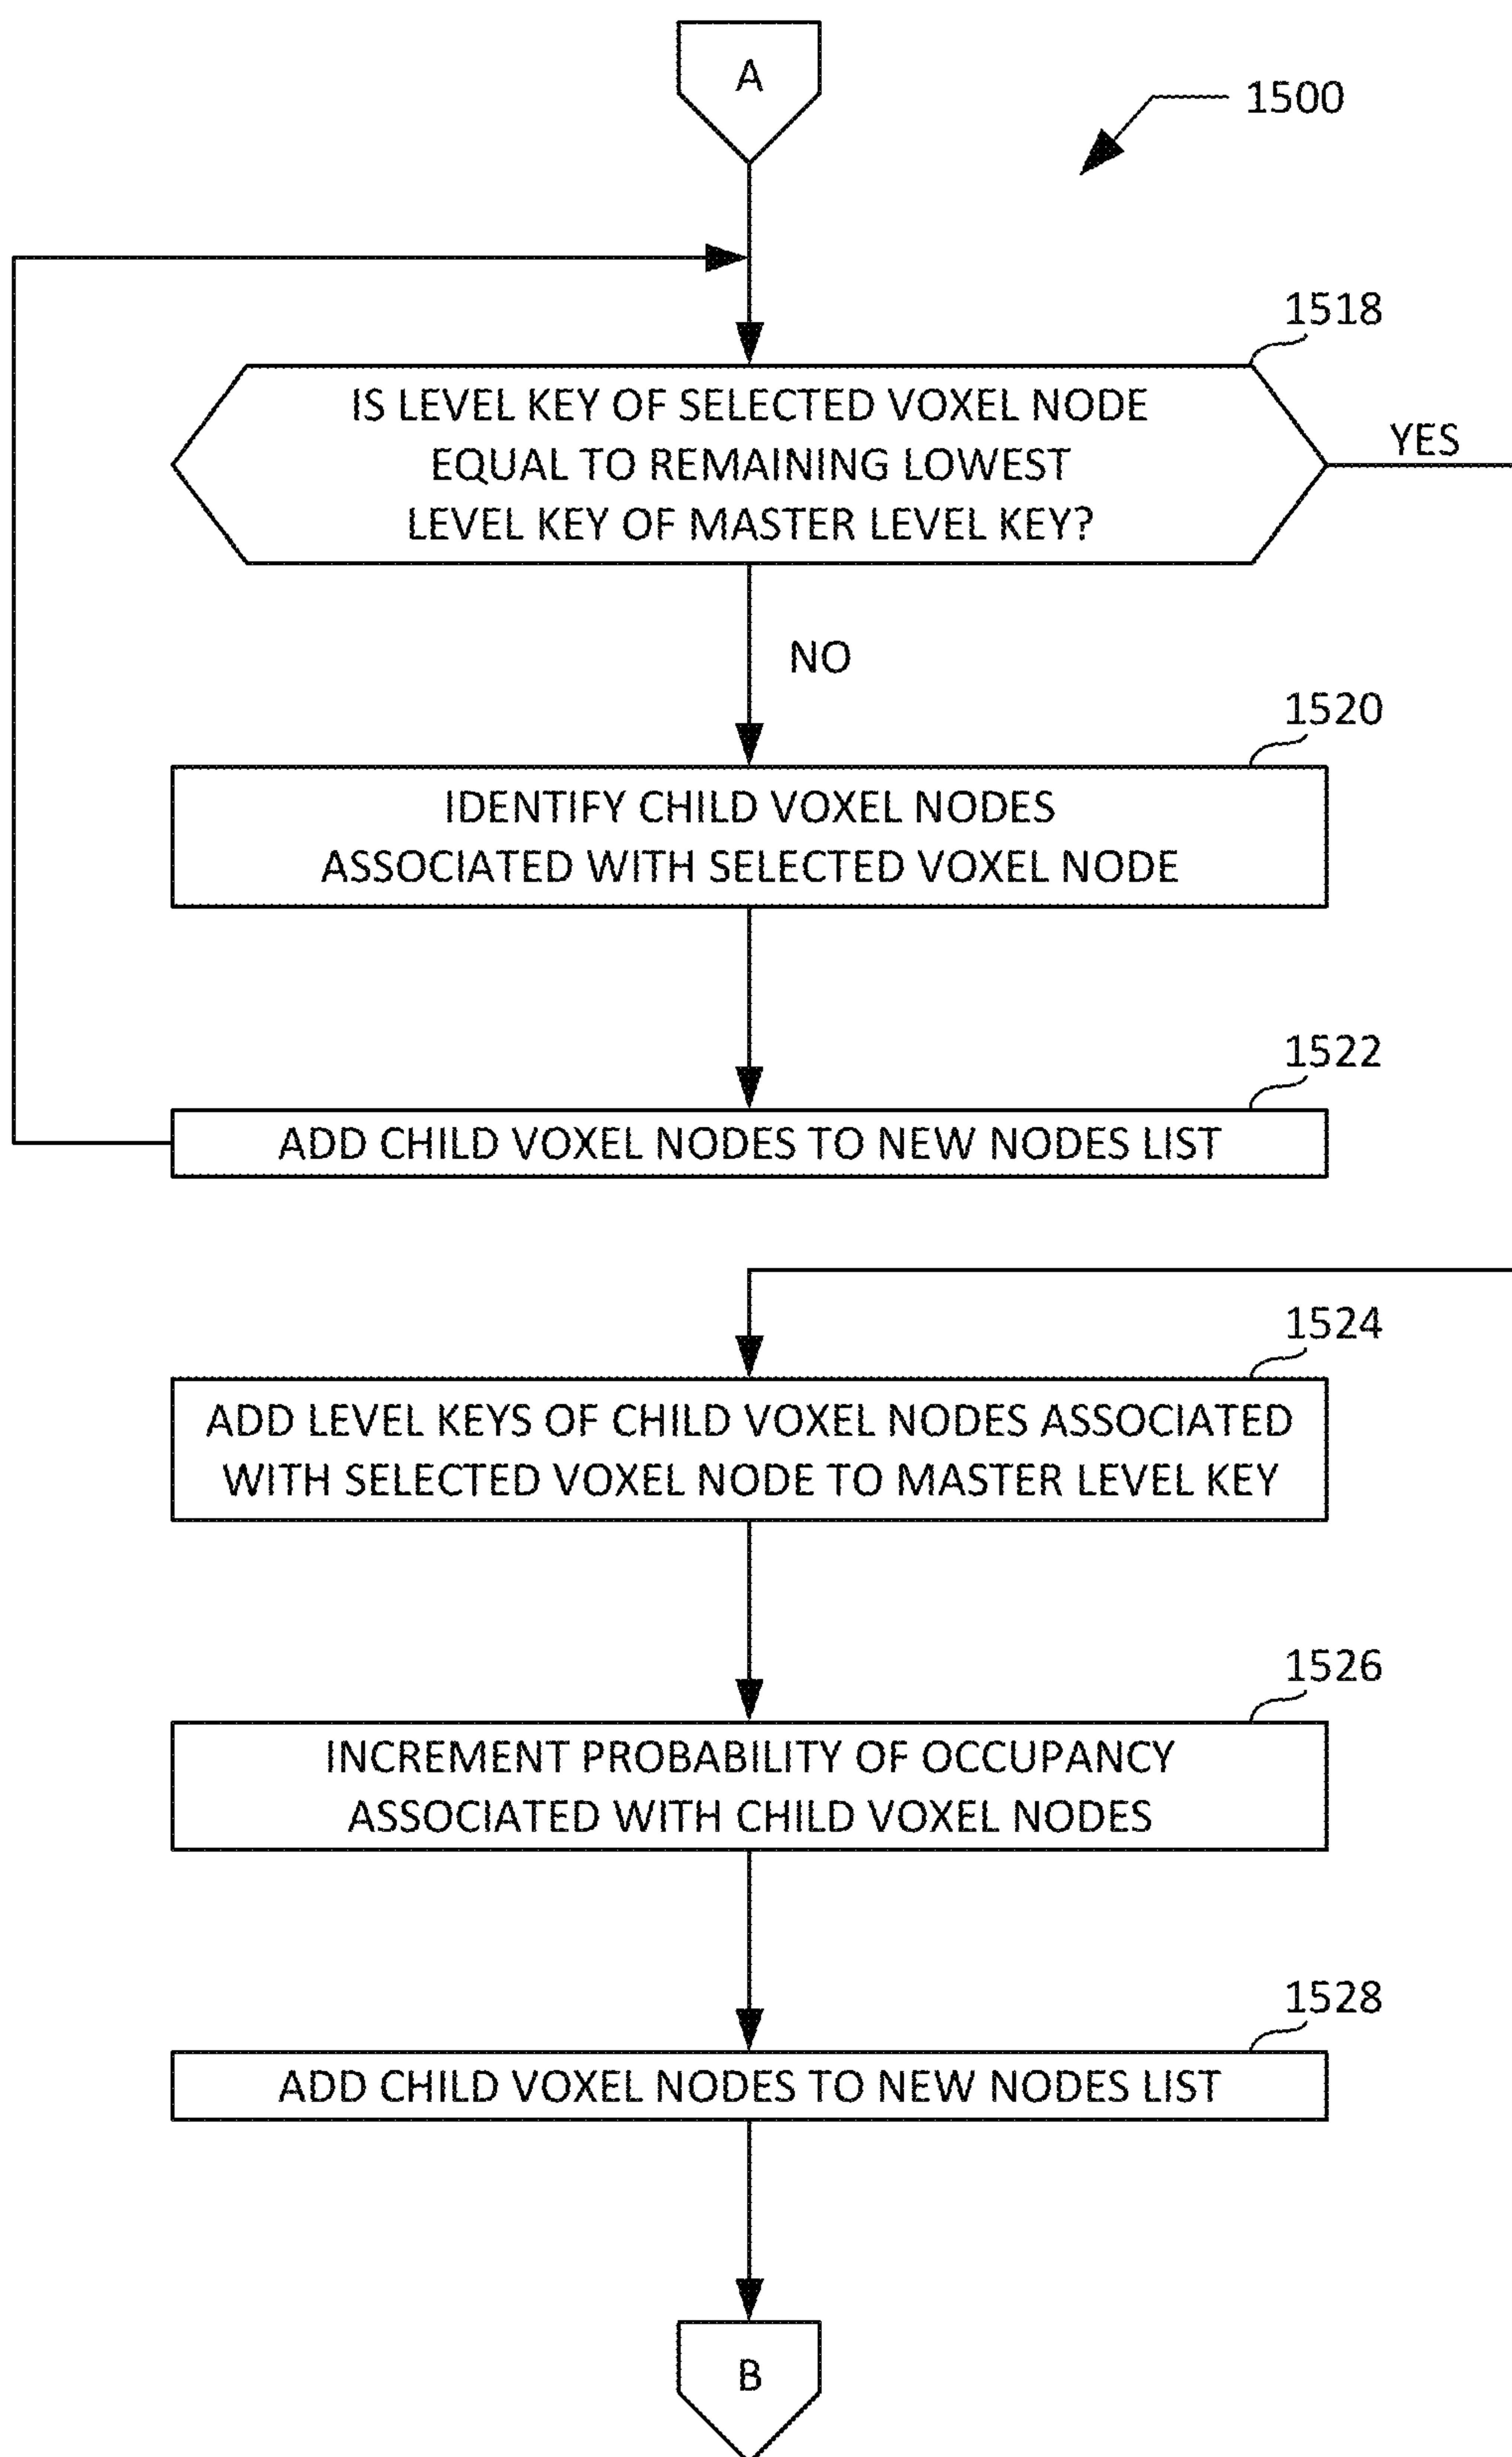 A
1500
1518
IS LEVEL KEY OF SELECTED VOXEL NODE
EQUAL TO REMAINING LOWEST
LEVEL KEY OF MASTER LEVEL KEY?
YES
NO
1520
IDENTIFY CHILD VOXEL NODES
ASSOCIATED WITH SELECTED VOXEL NODE
1522
ADD CHILD VOXEL NODES TO NEW NODES LIST
1524
ADD LEVEL KEYS OF CHILD VOXEL NODES ASSOCIATED
WITH SELECTED VOXEL NODE TO MASTER LEVEL KEY
1526
INCREMENT PROBABILITY OF OCCUPANCY
ASSOCIATED WITH CHILD VOXEL NODES
1528
ADD CHILD VOXEL NODES TO NEW NODES LIST
B